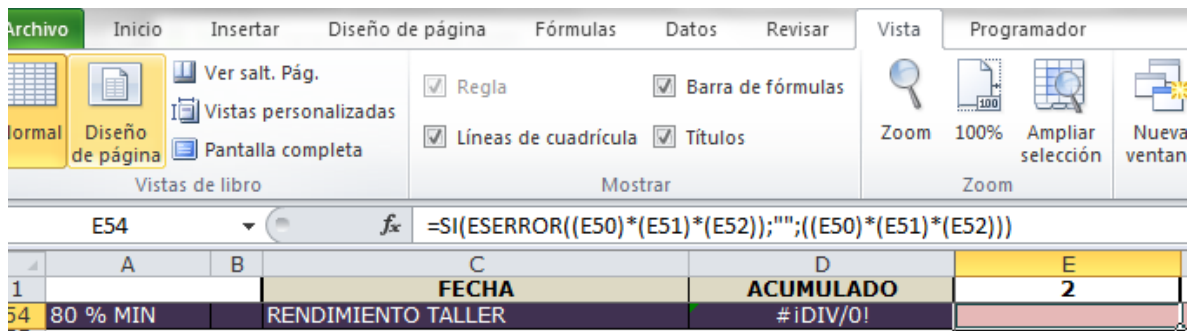 Archivo Inicio Insertar Diseño de página Fórmulas Datos Revisar Vista Programador
Normal
Diseño de página
Ver salt. Pág.
Vistas personalizadas
Pantalla completa
Vistas de libro
Regla
Barra de fórmulas
Líneas de cuadrícula
Títulos
Mostrar
Zoom
100
100%
Ampliar selección
Zoom
Nueva ventan
E54 fx =SI(ESERROR((E50)*(E51)*(E52));"";((E50)*(E51)*(E52)))
A B C D E
1 FECHA ACUMULADO 2
54 80 % MIN RENDIMIENTO TALLER #¡DIV/0!